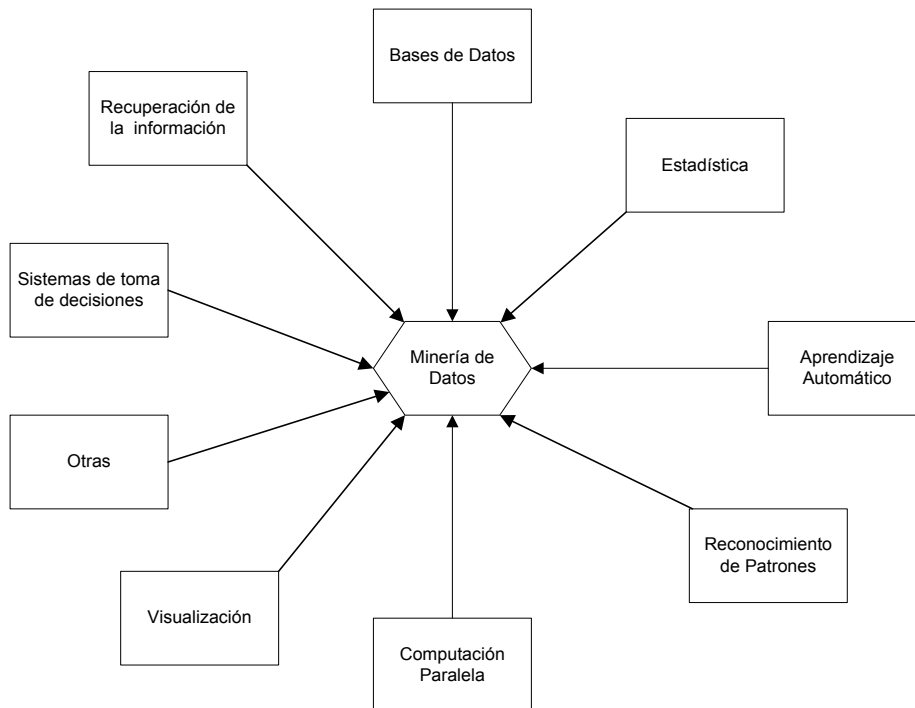 Bases de Datos
Recuperación de
la información
Estadística
Sistemas de toma
de decisiones
Minería de
Datos
Aprendizaje
Automático
Otras
Reconocimiento
de Patrones
Visualización
Computación
Paralela